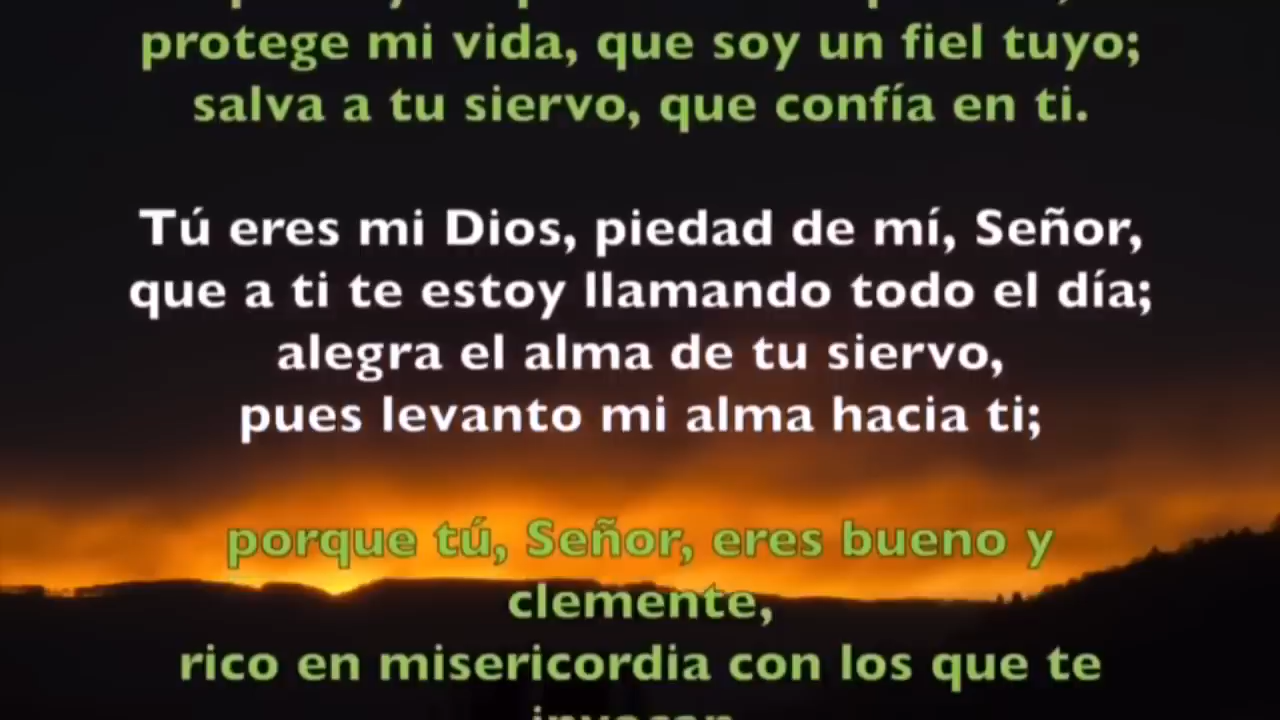 protege mi vida, que soy un fiel tuyo;
salva a tu siervo, que confía en ti.
Tú eres mi Dios, piedad de mí, Señor,
que a ti te estoy llamando todo el día;
alegra el alma de tu siervo,
pues levanto mi alma hacia ti;
porque tú, Señor, eres bueno y
clemente,
rico en misericordia con los que te